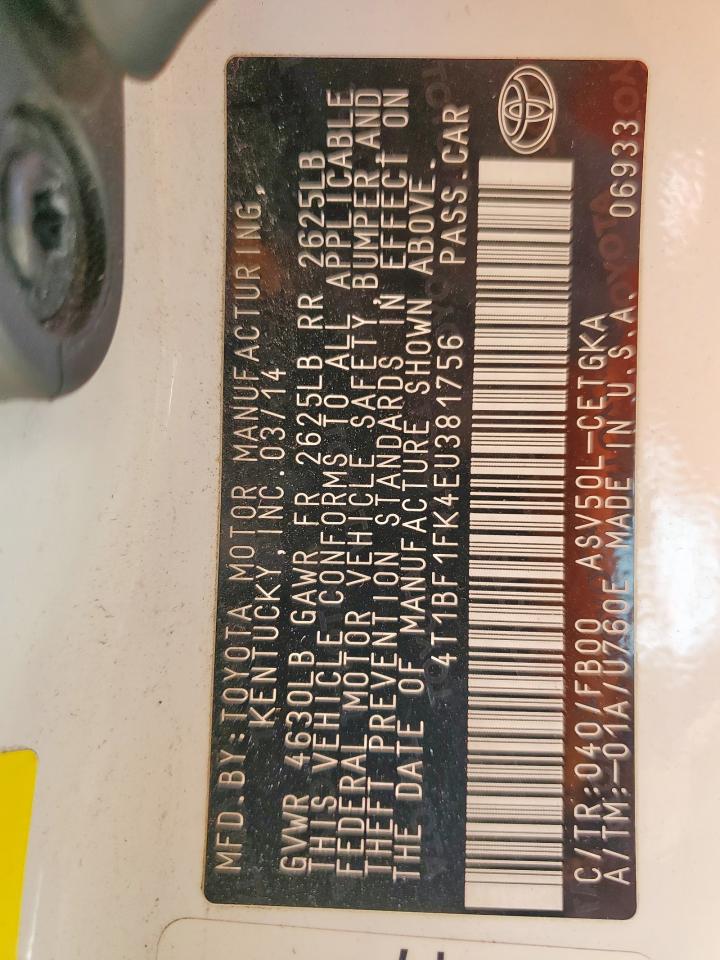 MFD.BY:TOYOTA MOTOR MANUFACTURING,
KENTUCKY,INC.03/14
GVWR 4630LB GAWR FR 2625LB RR 2625LB
THIS VEHICLE CONFORMS TO ALL APPLICABLE
FEDERAL MOTOR VEHICLE SAFETY,BUMPER AND
THEFT PREVENTION STANDARDS IN EFFECT ON
THE DATE OF MANUFACTURE SHOWN ABOVE.
4T1BF1FK4EU381756 PASS.CAR
C/TR:040/FB00 ASV50L-CETGKA
A/TM:-01A/U760E MADE IN U.S.A. 06933